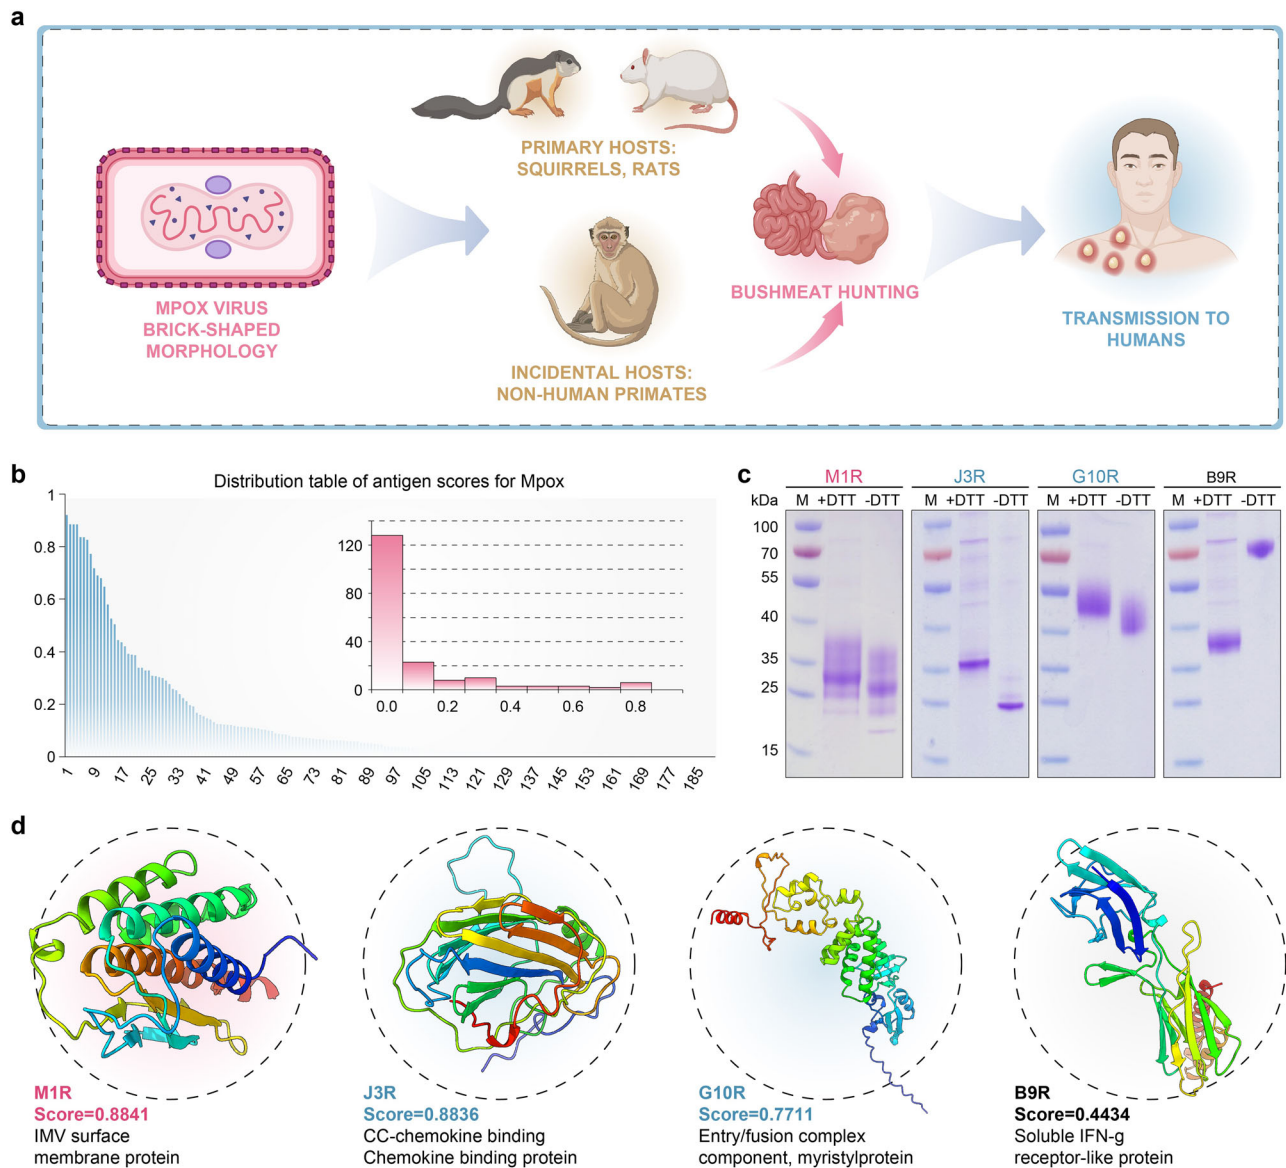 a
PRIMARY HOSTS:
SQUIRRELS, RATS
MPOX VIRUS
BRICK-SHAPED
MORPHOLOGY
INCIDENTAL HOSTS:
NON-HUMAN PRIMATES
BUSHMEAT HUNTING
TRANSMISSION TO
HUMANS
b
Distribution table of antigen scores for Mpox
1
0.8
0.6
0.4
0.2
0
1 9 17 25 33 41 49 57 65 73 81 89 97 105 113 121 129 137 145 153 161 169 177 185
120
80
40
0
0.0 0.2 0.4 0.6 0.8
c
M1R J3R G10R B9R
kDa M +DTT -DTT M +DTT -DTT M +DTT -DTT M +DTT -DTT
100
70
55
40
35
25
15
d
M1R
Score=0.8841
IMV surface
membrane protein
J3R
Score=0.8836
CC-chemokine binding
Chemokine binding protein
G10R
Score=0.7711
Entry/fusion complex
component, myristylprotein
B9R
Score=0.4434
Soluble IFN-g
receptor-like protein